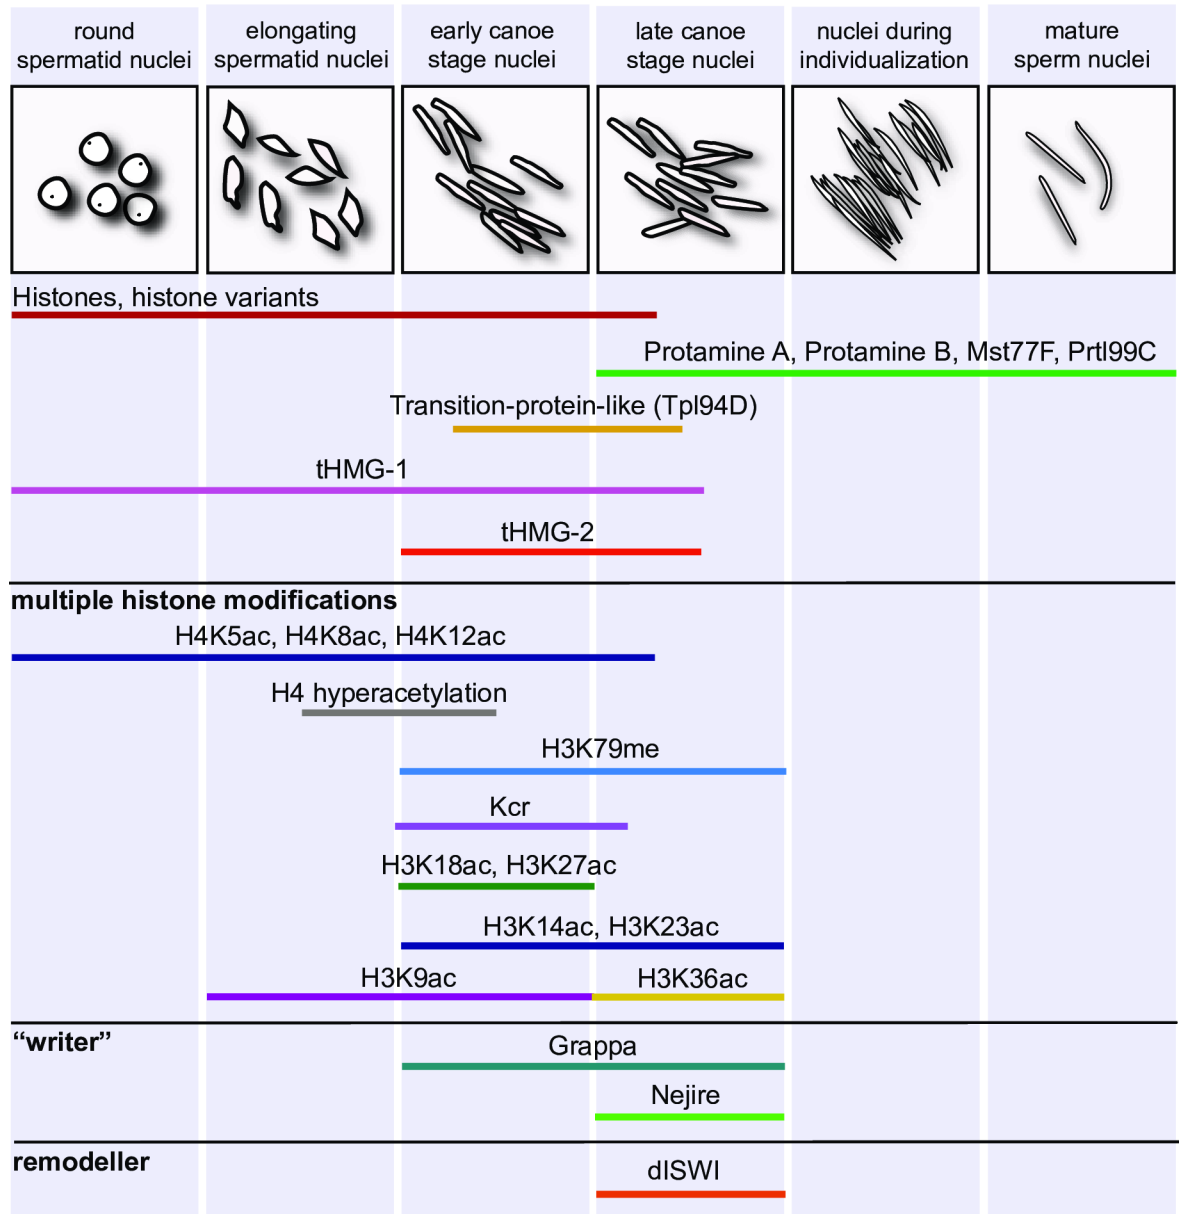 round
spermatid nuclei
elongating
spermatid nuclei
early canoe
stage nuclei
late canoe
stage nuclei
nuclei during
individualization
mature
sperm nuclei
Histones, histone variants
Protamine A, Protamine B, Mst77F, Prtl99C
Transition-protein-like (Tpl94D)
tHMG-1
tHMG-2
multiple histone modifications
H4K5ac, H4K8ac, H4K12ac
H4 hyperacetylation
H3K79me
Kcr
H3K18ac, H3K27ac
H3K14ac, H3K23ac
H3K9ac
H3K36ac
“writer”
Grappa
Nejire
remodeller
dISWI